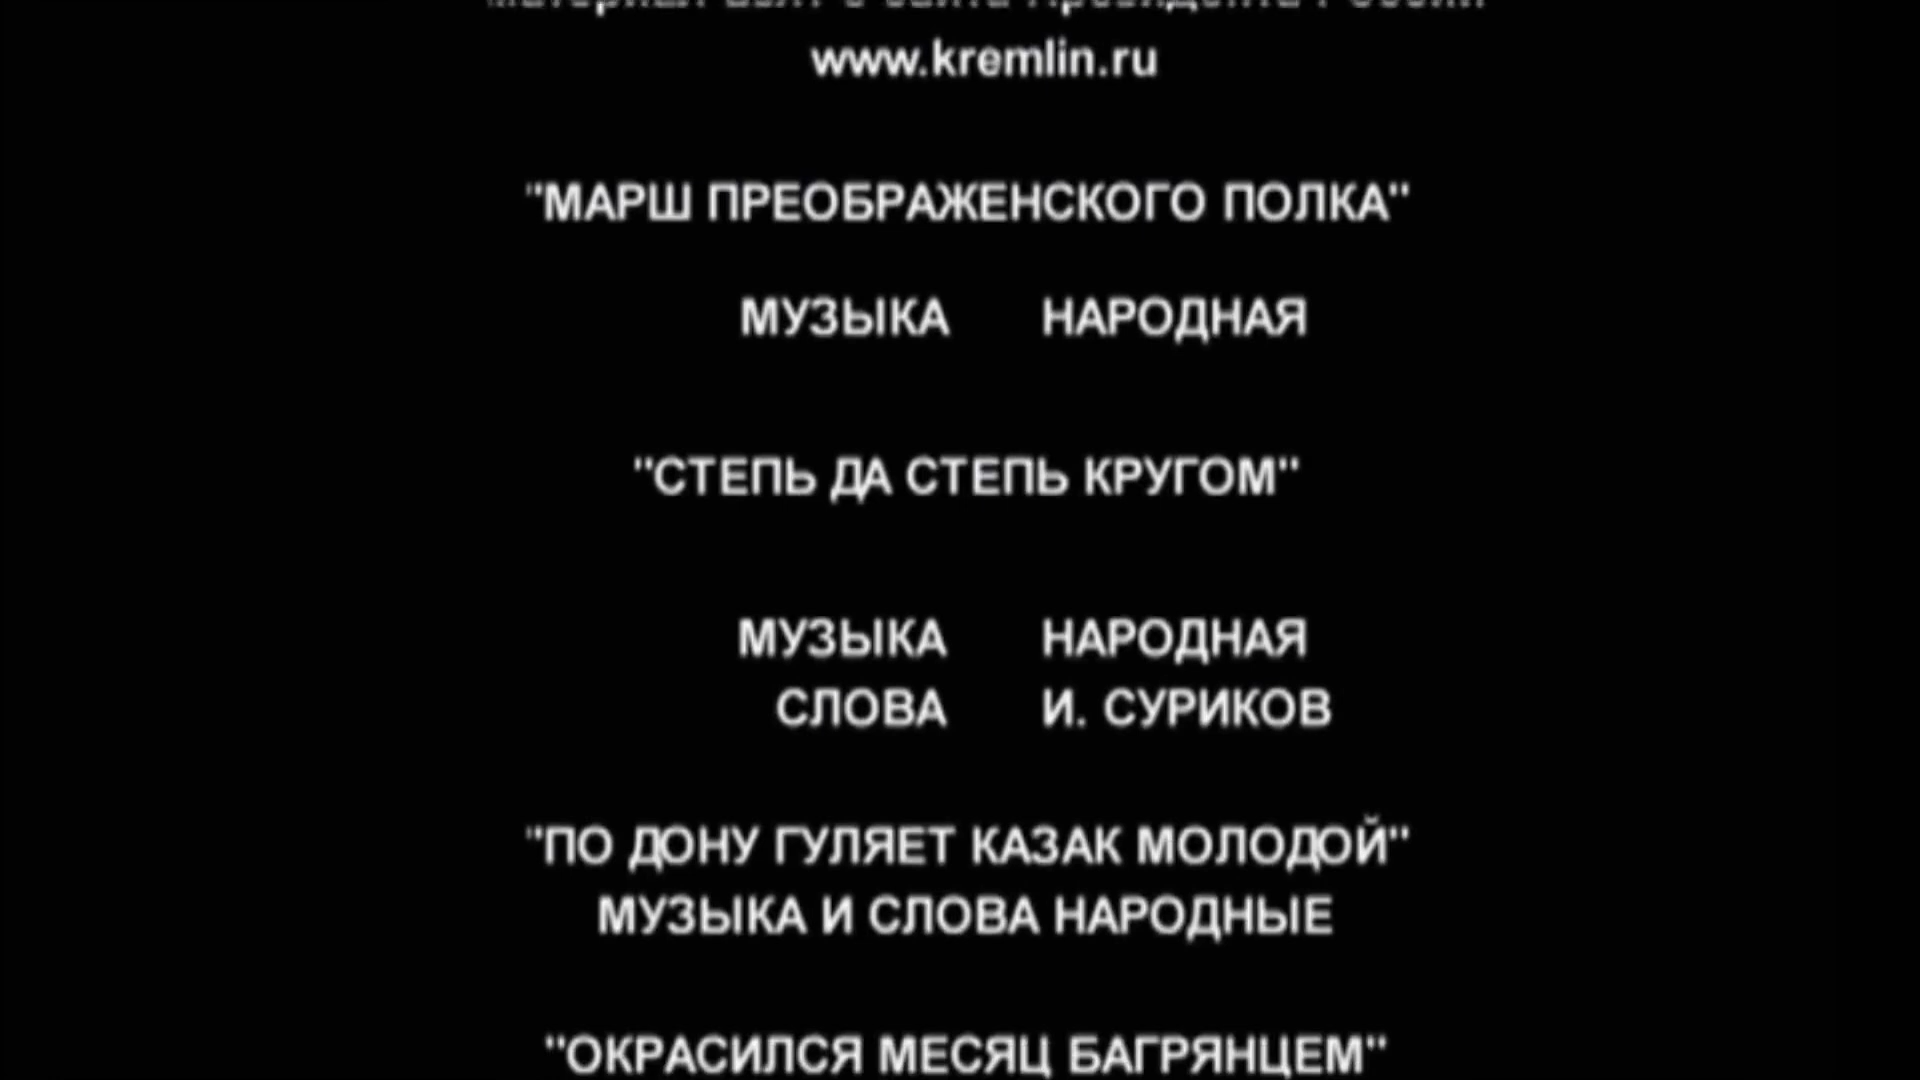 www.kremlin.ru
"МАРШ ПРЕОБРАЖЕНСКОГО ПОЛКА"
МУЗЫКА НАРОДНАЯ
"СТЕПЬ ДА СТЕПЬ КРУГОМ"
МУЗЫКА НАРОДНАЯ
СЛОВА И. СУРИКОВ
"ПО ДОНУ ГУЛЯЕТ КАЗАК МОЛОДОЙ"
МУЗЫКА И СЛОВА НАРОДНЫЕ
"ОКРАСИЛСЯ МЕСЯЦ БАГРЯНЦЕМ"